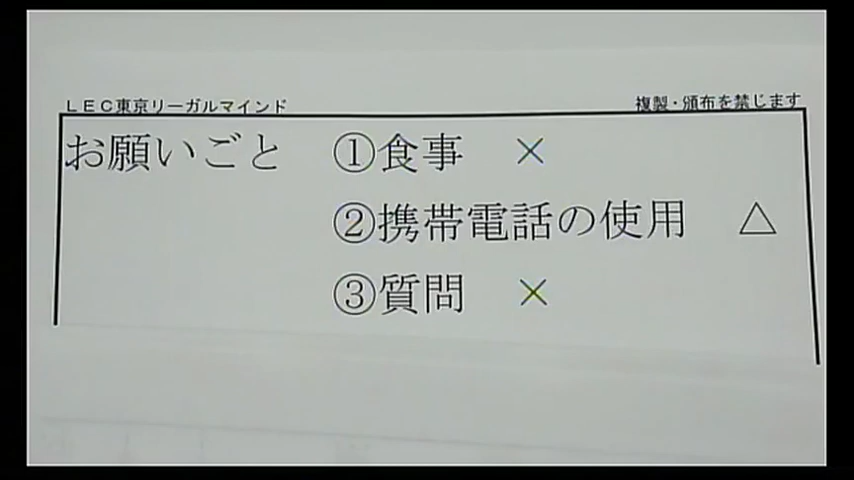 LEC東京リーガルマインド 複製・頒布を禁じます
お願いごと ①食事 ×
②携帯電話の使用 △
③質問 ×